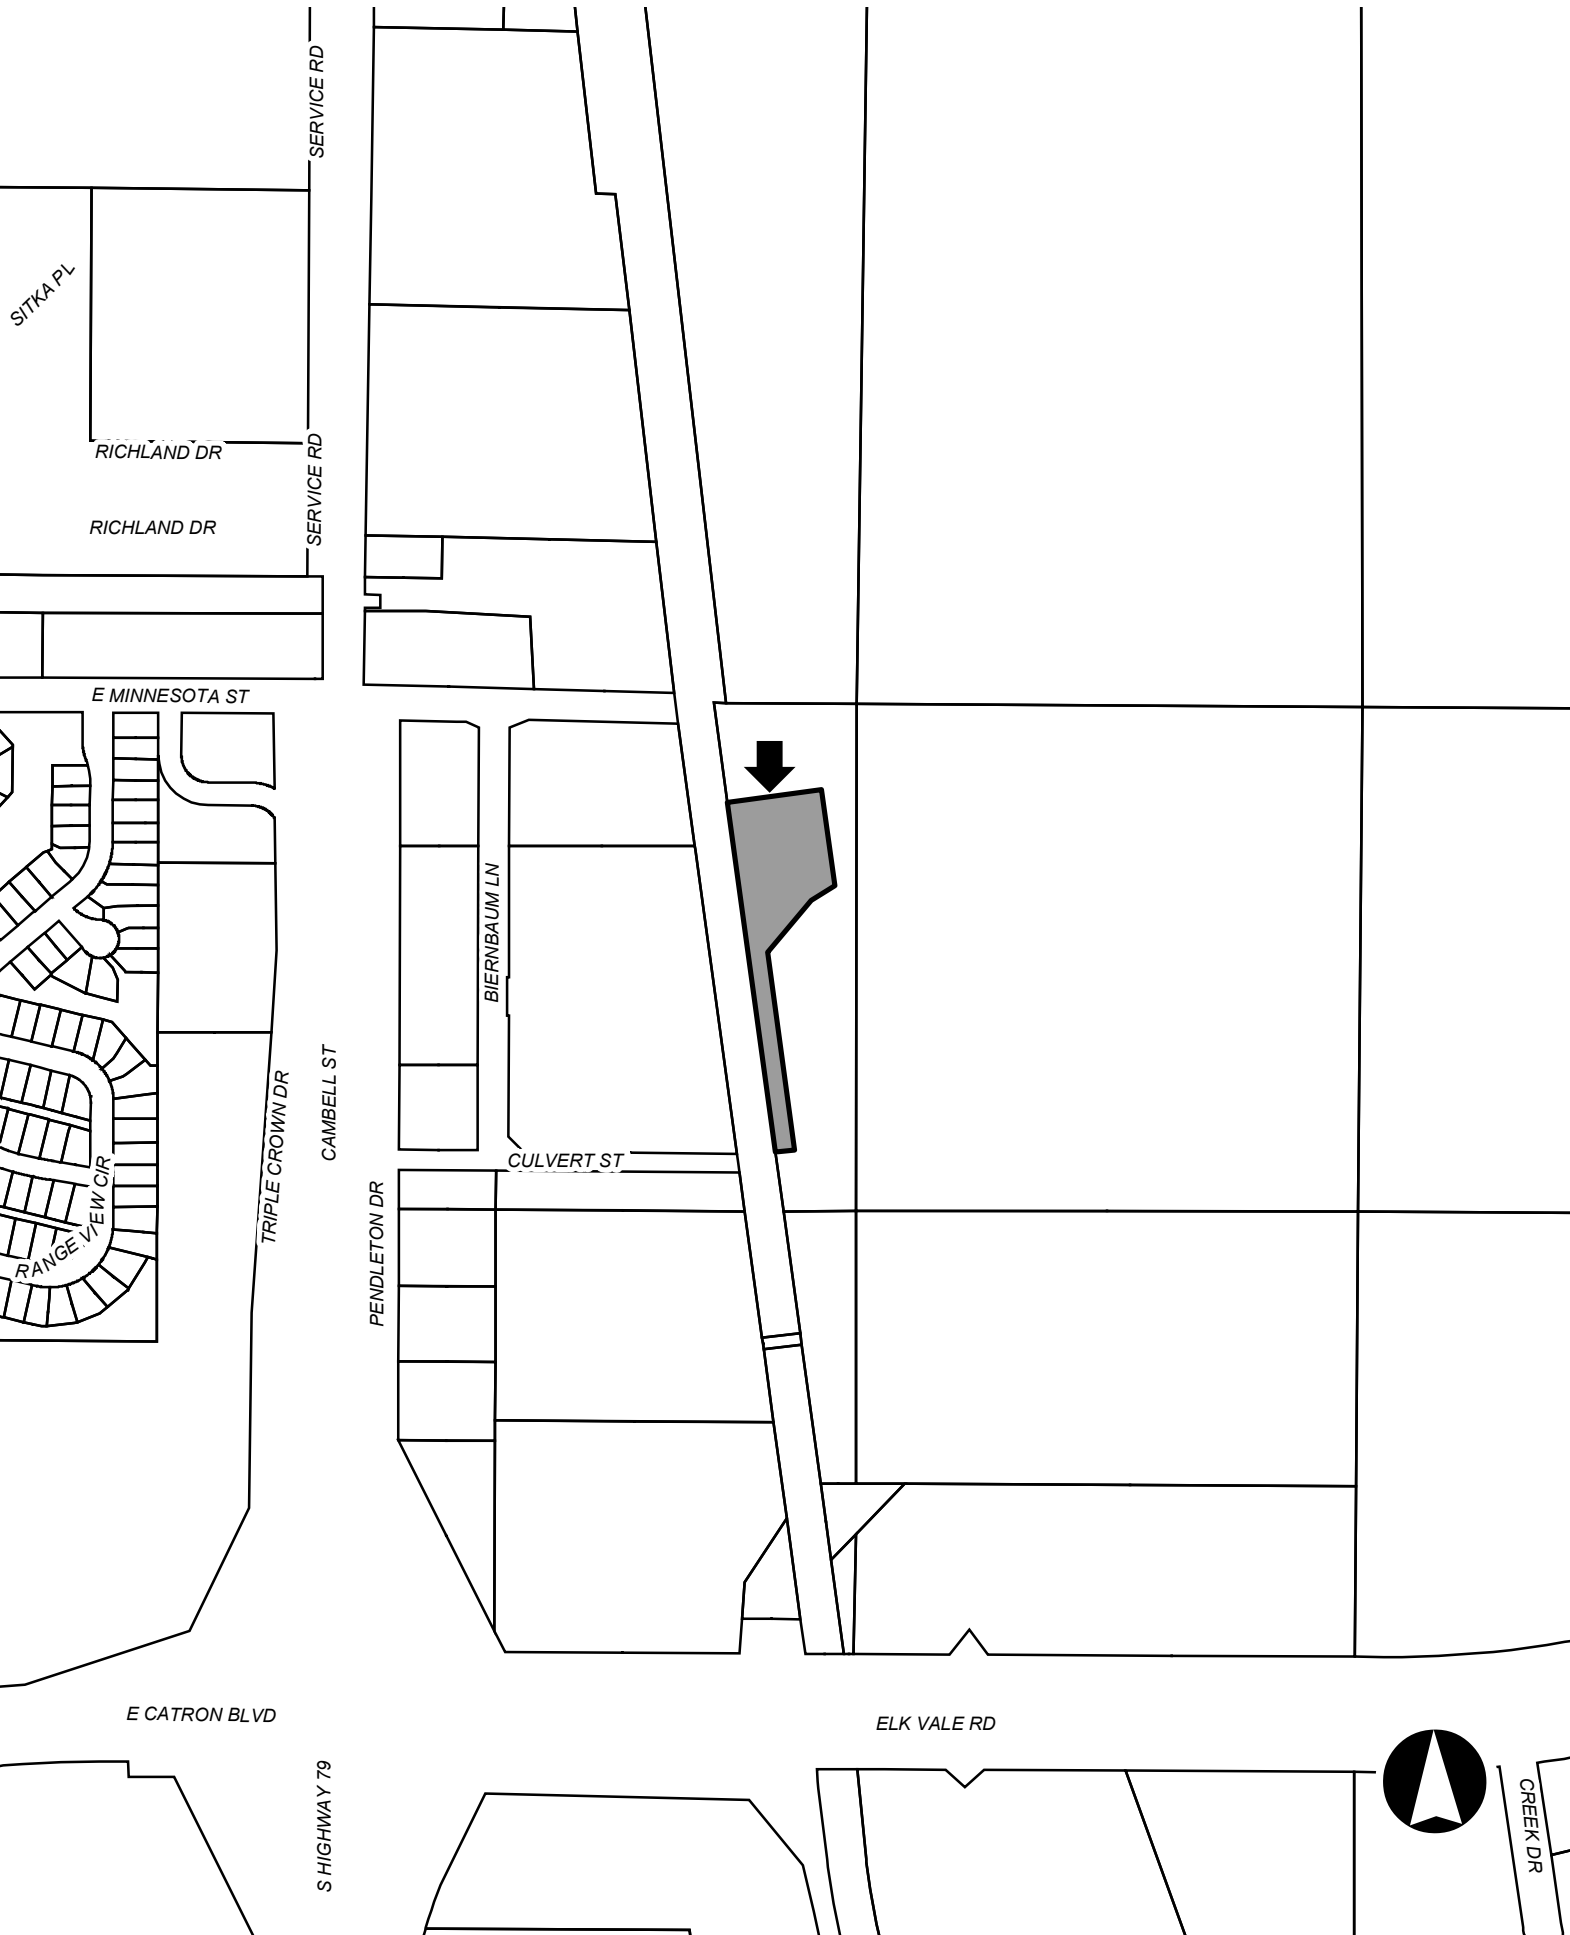 SERVICE RD
SITKA PL
RICHLAND DR
SERVICE RD
RICHLAND DR
E MINNESOTA ST
BIERNBAUM LN
CAMBELL ST
TRIPLE CROWN DR
CULVERT ST
RANGE VIEW CIR
PENDLETON DR
E CATRON BLVD
ELK VALE RD
S HIGHWAY 79
CREEK DR